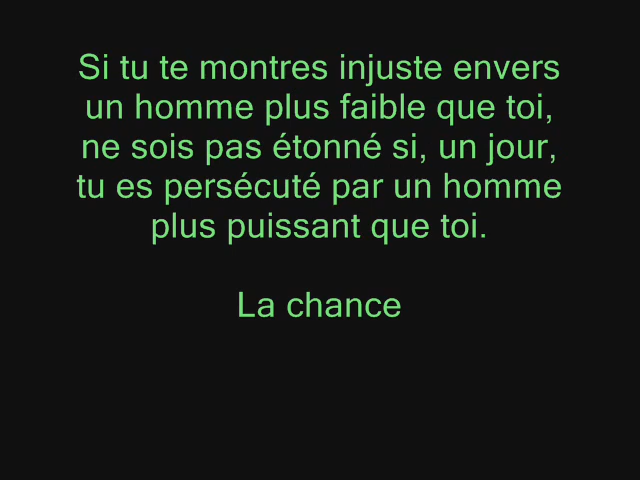 Si tu te montres injuste envers
un homme plus faible que toi,
ne sois pas étonné si, un jour,
tu es persécuté par un homme
plus puissant que toi.
La chance